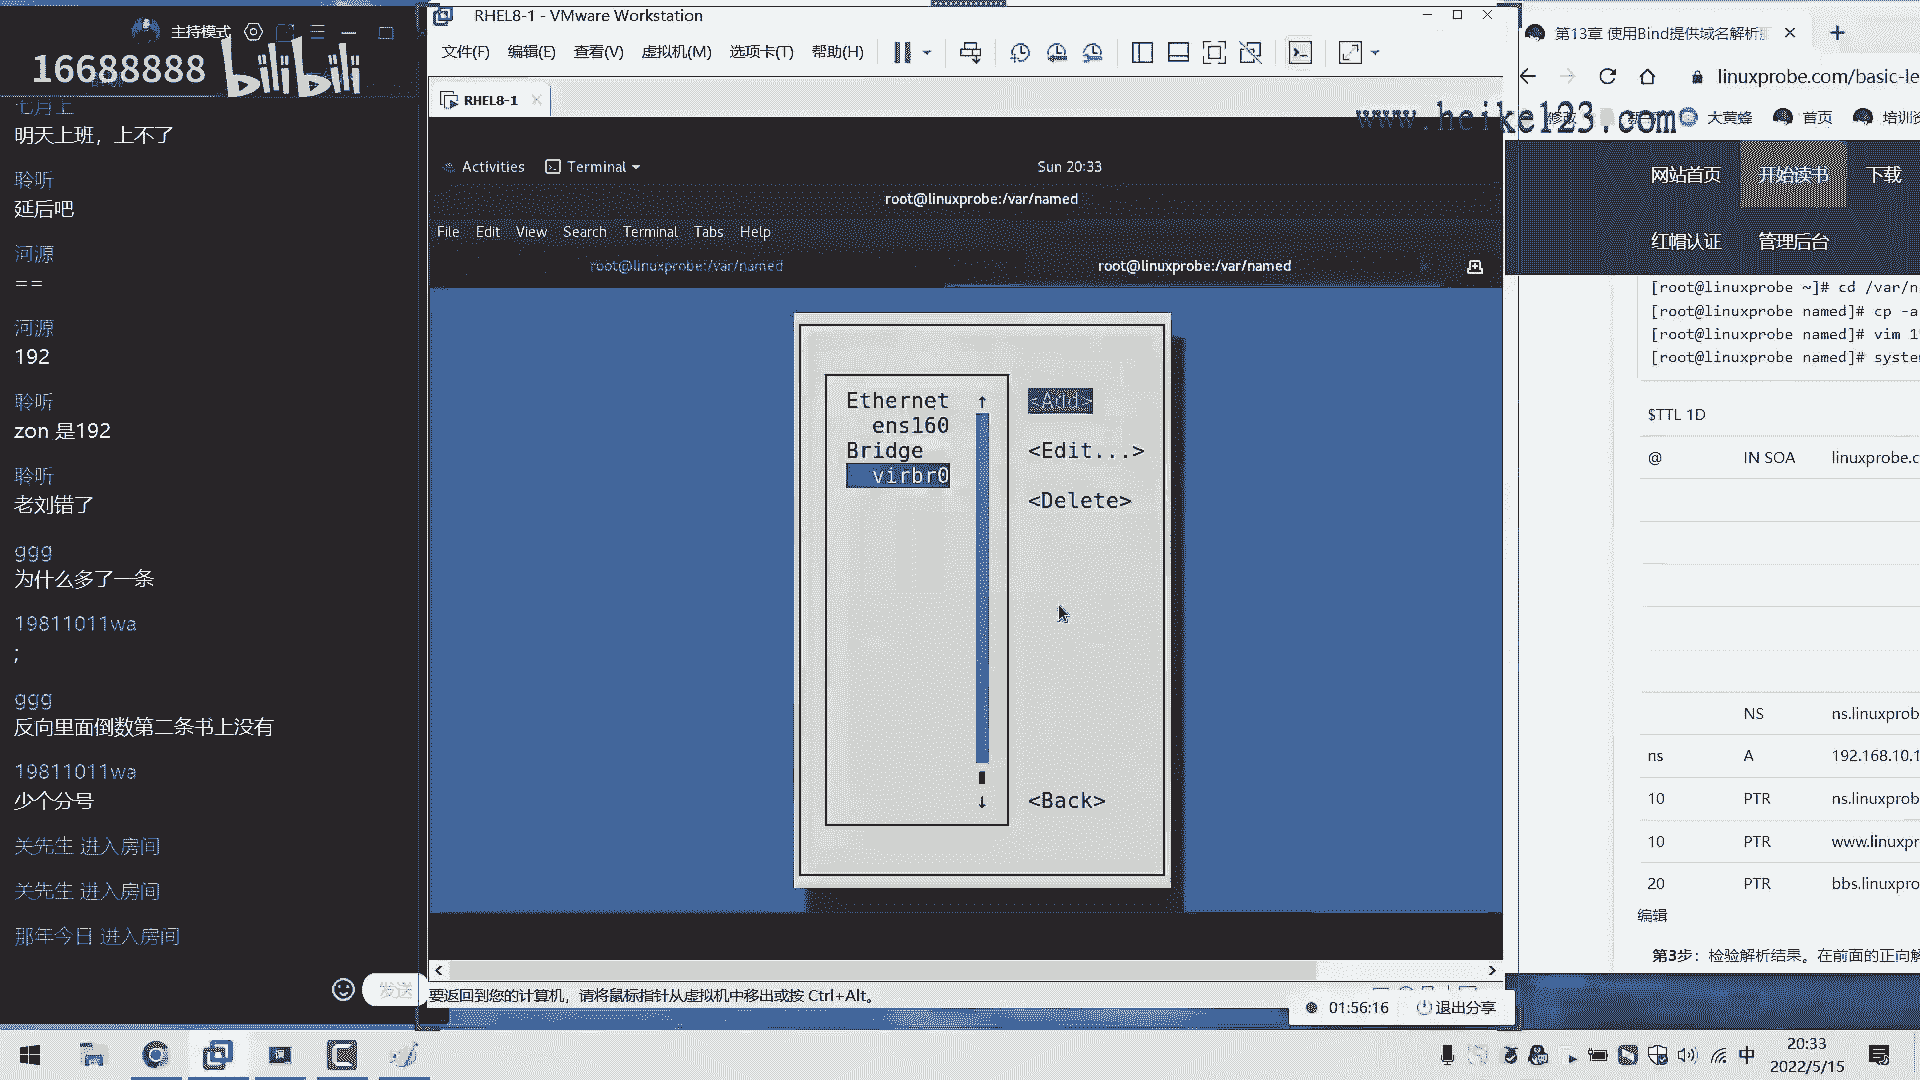 主持模式
16688888 bilibili
七月上
明天上班，上不了
聆听
延后吧
河源
==
河源
192
聆听
zon 是192
聆听
老刘错了
ggg
为什么多了一条
19811011wa
;
ggg
反向里面倒数第二条书上没有
19811011wa
少个分号
关先生 进入房间
关先生 进入房间
那年今日 进入房间
发送
RHEL8-1 - VMware Workstation
文件(F) 编辑(E) 查看(V) 虚拟机(M) 选项卡(T) 帮助(H)
RHEL8-1
Activities Terminal Sun 20:33
root@linuxprobe:/var/named
File Edit View Search Terminal Tabs Help
root@linuxprobe:/var/named root@linuxprobe:/var/named
Ethernet <Add>
ens160
Bridge <Edit...>
virbr0
<Delete>
<Back>
要返回到您的计算机，请将鼠标指针从虚拟机中移出或按 Ctrl+Alt。
01:56:16 退出分享
第13章 使用Bind提供域名解析
linuxprobe.com/basic-le
www.heike123.com
大黄蜂 首页 培训
网站首页 开始读书 下载
红帽认证 管理后台
[root@linuxprobe ~]# cd /var/n
[root@linuxprobe named]# cp -a
[root@linuxprobe named]# vim 1
[root@linuxprobe named]# syste
$TTL 1D
@ IN SOA linuxprobe.c
NS ns.linuxprob
ns A 192.168.10.1
10 PTR ns.linuxprob
10 PTR www.linuxpr
20 PTR bbs.linuxpro
编辑
第3步：检验解析结果。在前面的正向解
中 20:33
2022/5/15